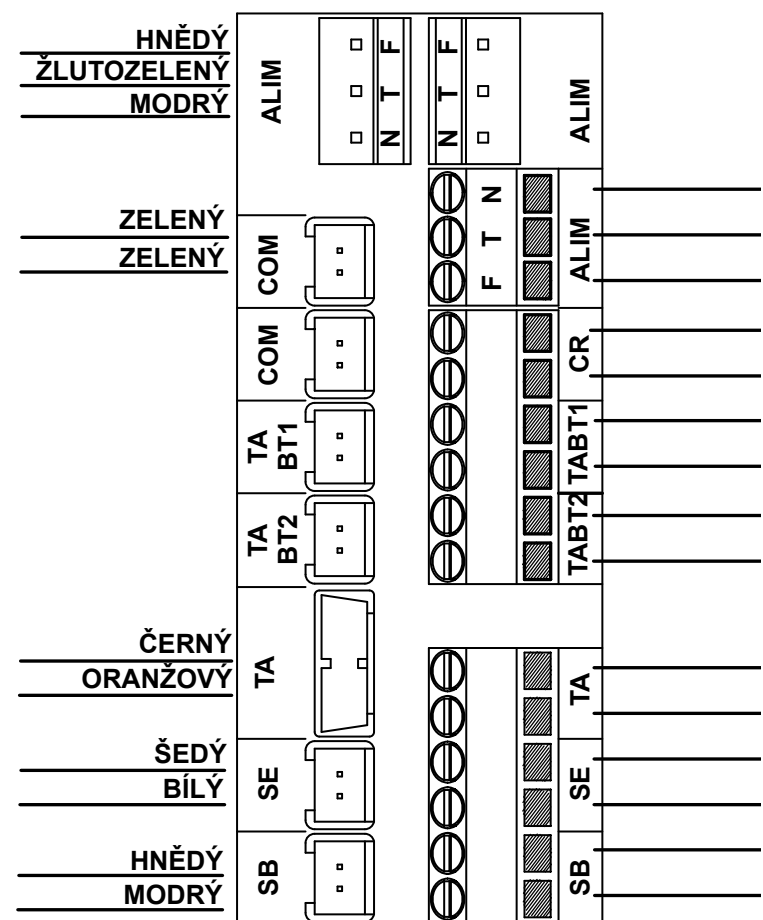 HNĚDÝ
ŽLUTOZELENÝ
MODRÝ
ALIM
F
T
N
F
T
N
ALIM
N
T
F
ALIM
ZELENÝ
ZELENÝ
COM
COM
CR
TA
BT1
TABT1
TA
BT2
TABT2
ČERNÝ
ORANŽOVÝ
TA
TA
ŠEDÝ
BÍLÝ
SE
SE
HNĚDÝ
MODRÝ
SB
SB